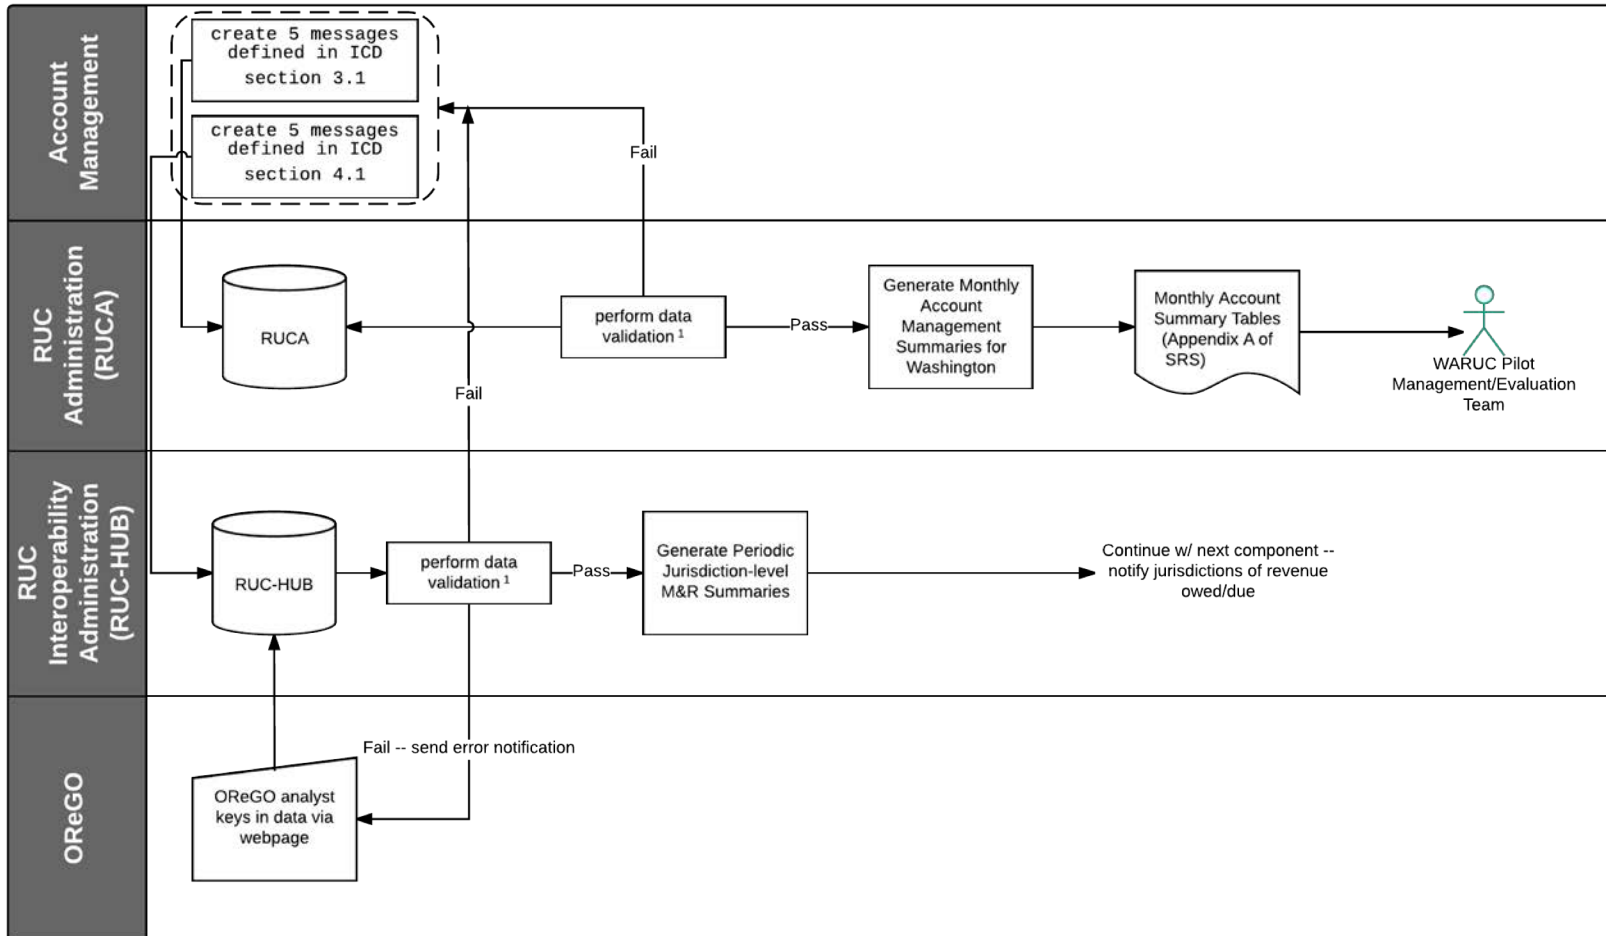 Account
Management
create 5 messages
defined in ICD
section 3.1
create 5 messages
defined in ICD
section 4.1
Fail
RUC
Administration
(RUCA)
RUCA
perform data
validation 1
Pass
Generate Monthly
Account
Management
Summaries for
Washington
Monthly Account
Summary Tables
(Appendix A of
SRS)
WARUC Pilot
Management/Evaluation
Team
Fail
RUC
Interoperability
Administration
(RUC-HUB)
RUC-HUB
perform data
validation 1
Pass
Generate Periodic
Jurisdiction-level
M&R Summaries
Continue w/ next component --
notify jurisdictions of revenue
owed/due
OReGO
Fail -- send error notification
OReGO analyst
keys in data via
webpage